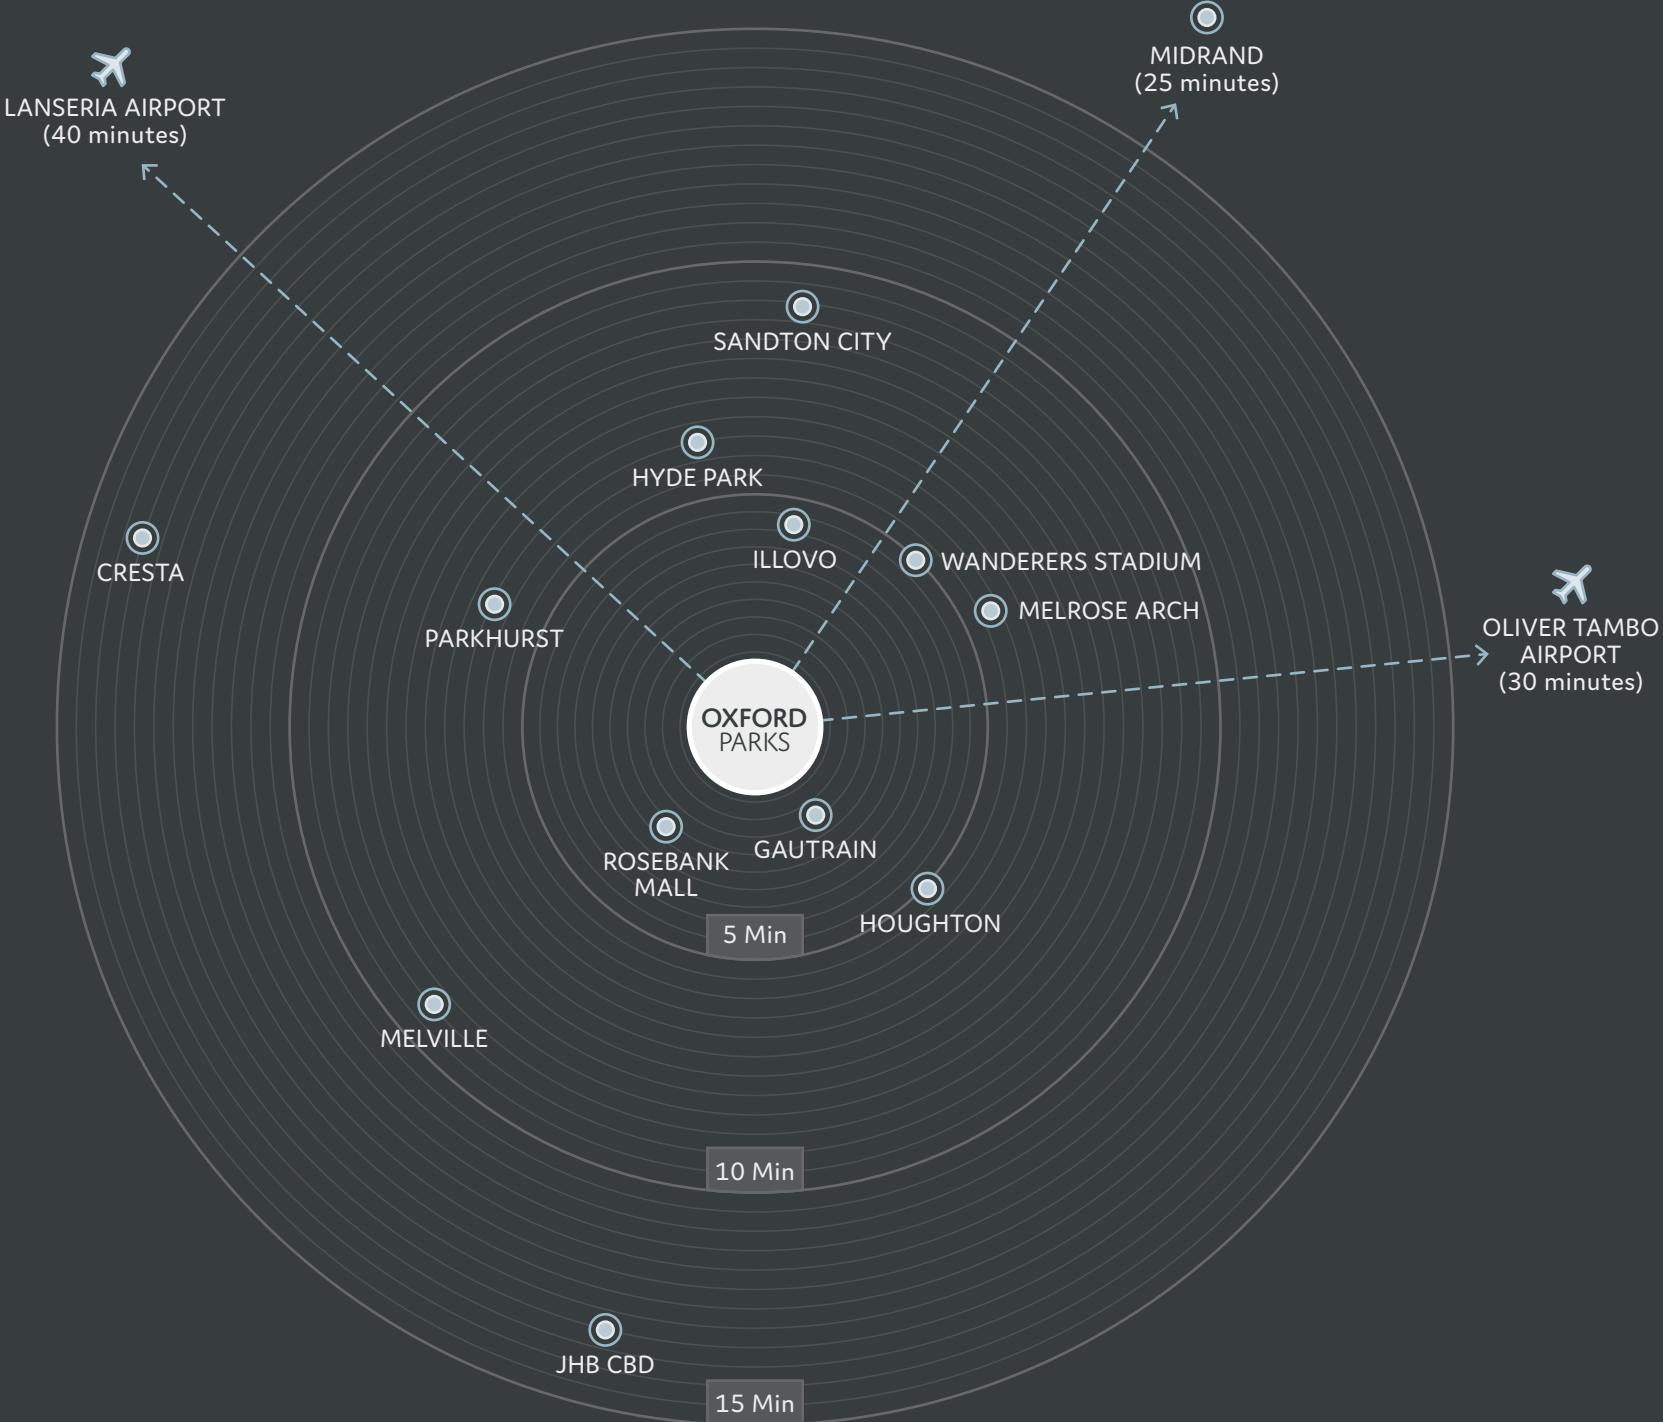 MIDRAND
(25 minutes)
LANSERIA AIRPORT
(40 minutes)
SANDTON CITY
HYDE PARK
ILLOVO
WANDERERS STADIUM
CRESTA
MELROSE ARCH
PARKHURST
OLIVER TAMBO
AIRPORT
(30 minutes)
OXFORD
PARKS
GAUTRAIN
ROSEBANK
MALL
HOUGHTON
5 Min
MELVILLE
10 Min
JHB CBD
15 Min